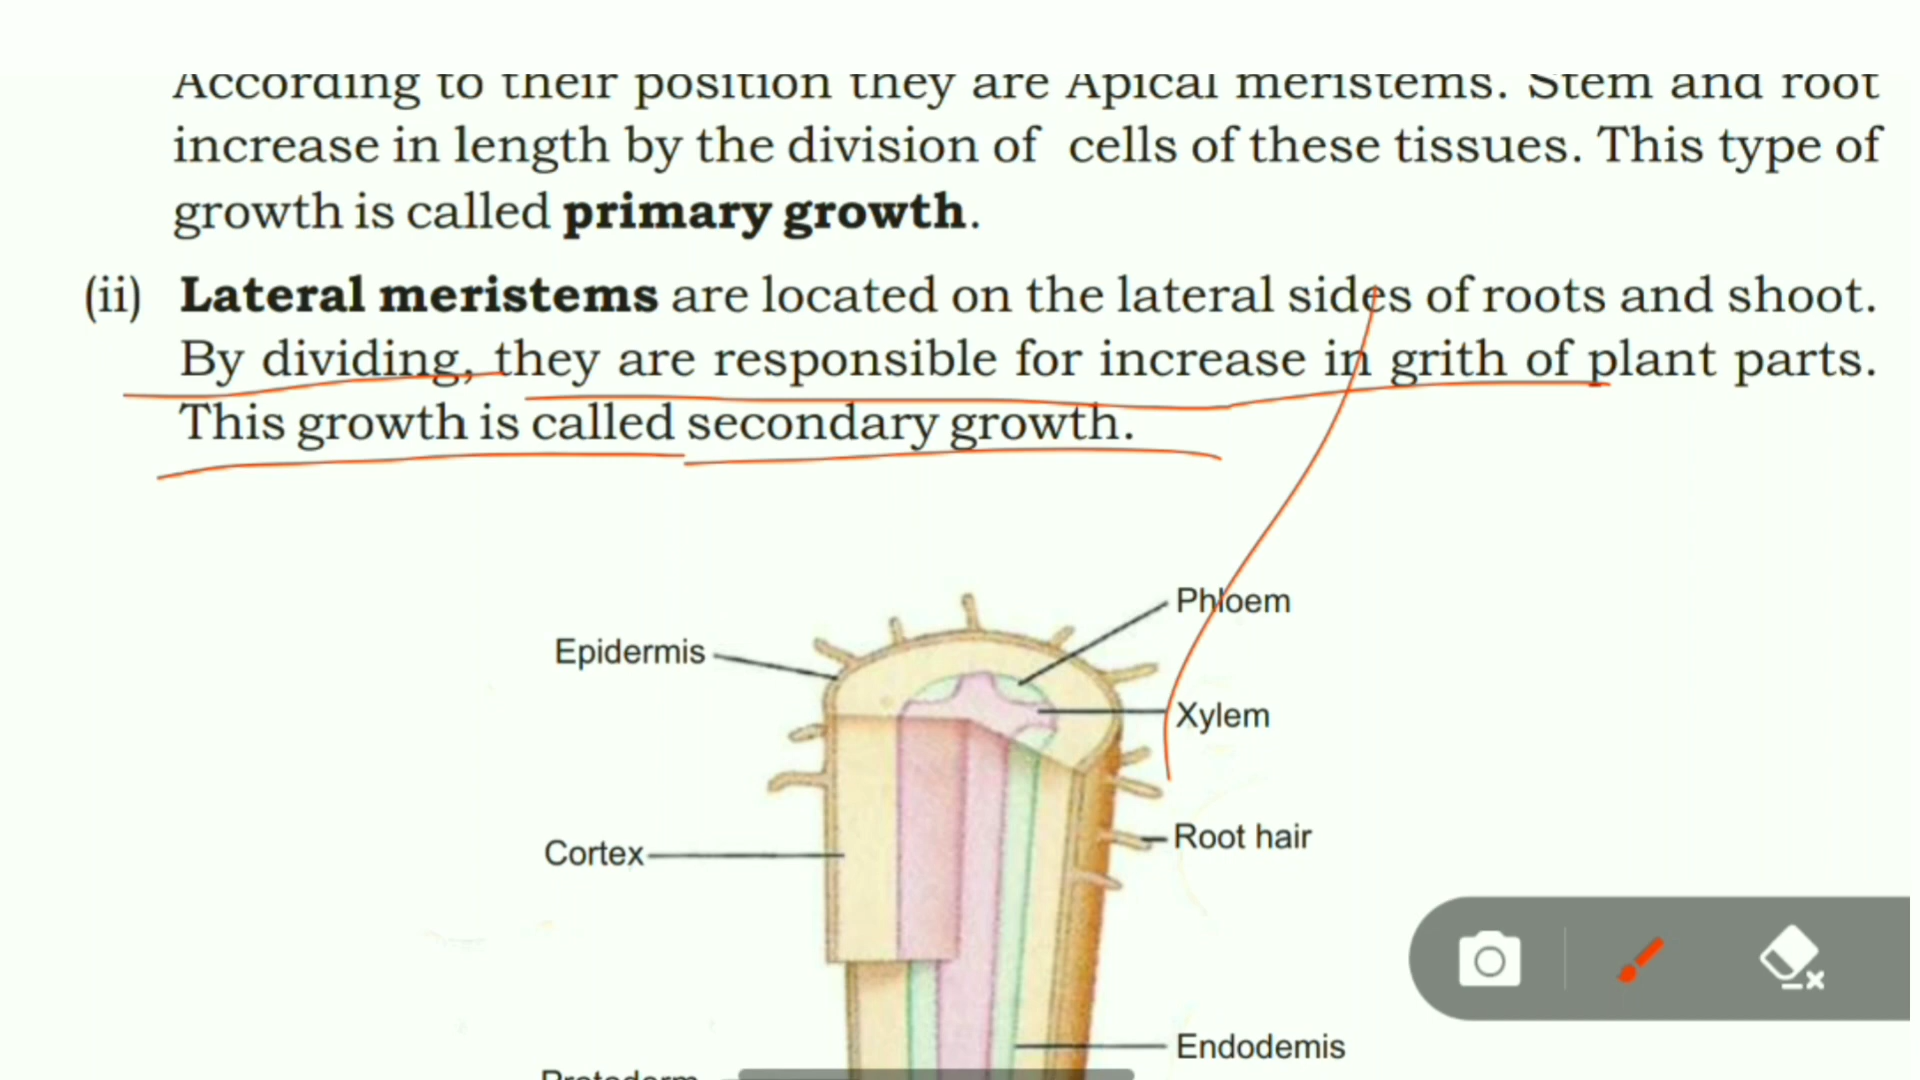 According to their position they are Apical meristems. Stem and root
increase in length by the division of cells of these tissues. This type of
growth is called primary growth.
(ii) Lateral meristems are located on the lateral sides of roots and shoot.
By dividing, they are responsible for increase in grith of plant parts.
This growth is called secondary growth.
Phloem
Epidermis
Xylem
Root hair
Cortex
Endodemis
Protoderm